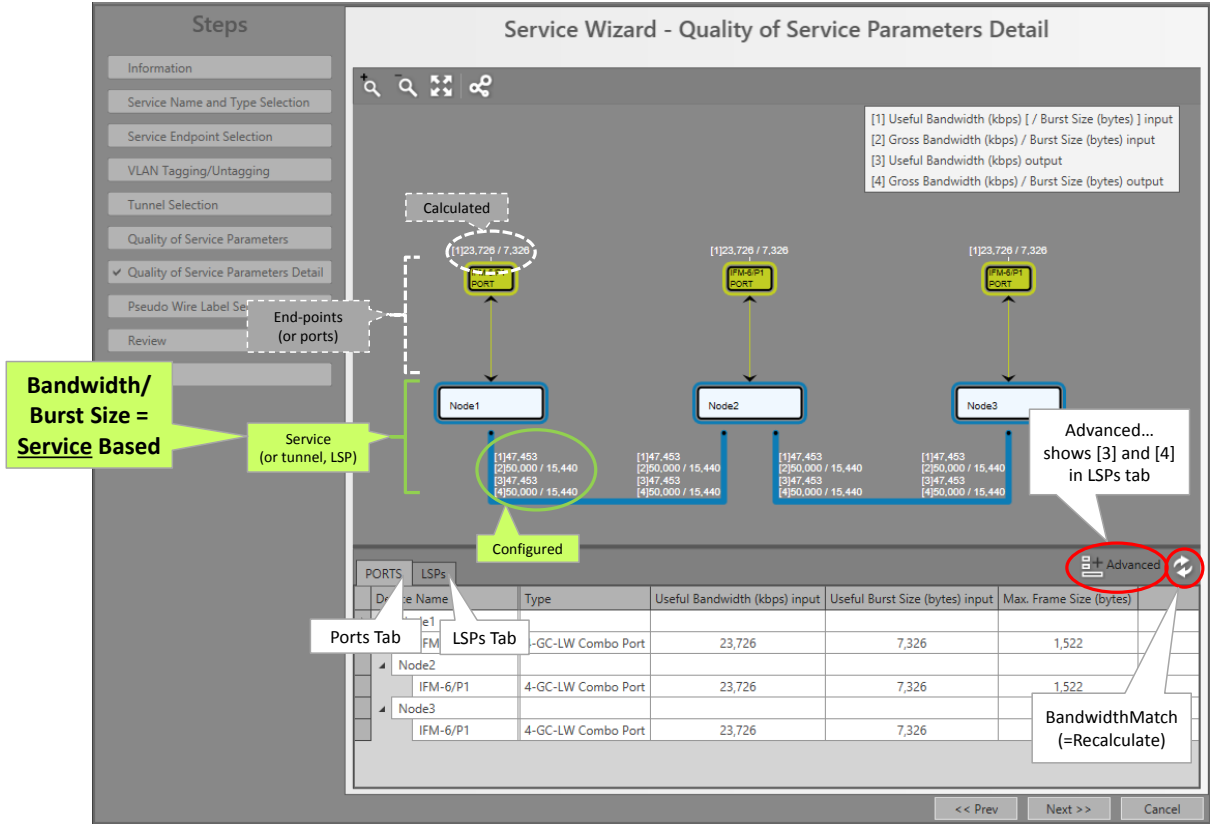 Steps
Information
Service Name and Type Selection
Service Endpoint Selection
VLAN Tagging/Untagging
Tunnel Selection
Quality of Service Parameters
✔ Quality of Service Parameters Detail
Pseudo Wire Label Se
Review
Service Wizard - Quality of Service Parameters Detail
[1] Useful Bandwidth (kbps) [ / Burst Size (bytes) ] input
[2] Gross Bandwidth (kbps) / Burst Size (bytes) input
[3] Useful Bandwidth (kbps) output
[4] Gross Bandwidth (kbps) / Burst Size (bytes) output
Calculated
[1]23,726 / 7,326
[1]23,726 / 7,326
[1]23,726 / 7,326
PORT
IFM-6/P1
PORT
IFM-6/P1
PORT
End-points
(or ports)
Bandwidth/
Burst Size =
Service Based
Service
(or tunnel, LSP)
Node1
Node2
Node3
[1]47,453
[2]50,000 / 15,440
[3]47,453
[4]50,000 / 15,440
[1]47,453
[2]50,000 / 15,440
[3]47,453
[4]50,000 / 15,440
[1]47,453
[2]50,000 / 15,440
[3]47,453
[4]50,000 / 15,440
[1]47,453
[2]50,000 / 15,440
[3]47,453
[4]50,000 / 15,440
Configured
Advanced…
shows [3] and [4]
in LSPs tab
Advanced
PORTS LSPs
Device Name Type Useful Bandwidth (kbps) input Useful Burst Size (bytes) input Max. Frame Size (bytes)
Ports Tab
LSPs Tab
4-GC-LW Combo Port 23,726 7,326 1,522
Node2
IFM-6/P1 4-GC-LW Combo Port 23,726 7,326 1,522
Node3
IFM-6/P1 4-GC-LW Combo Port 23,726 7,326
BandwidthMatch
(=Recalculate)
<< Prev Next >> Cancel